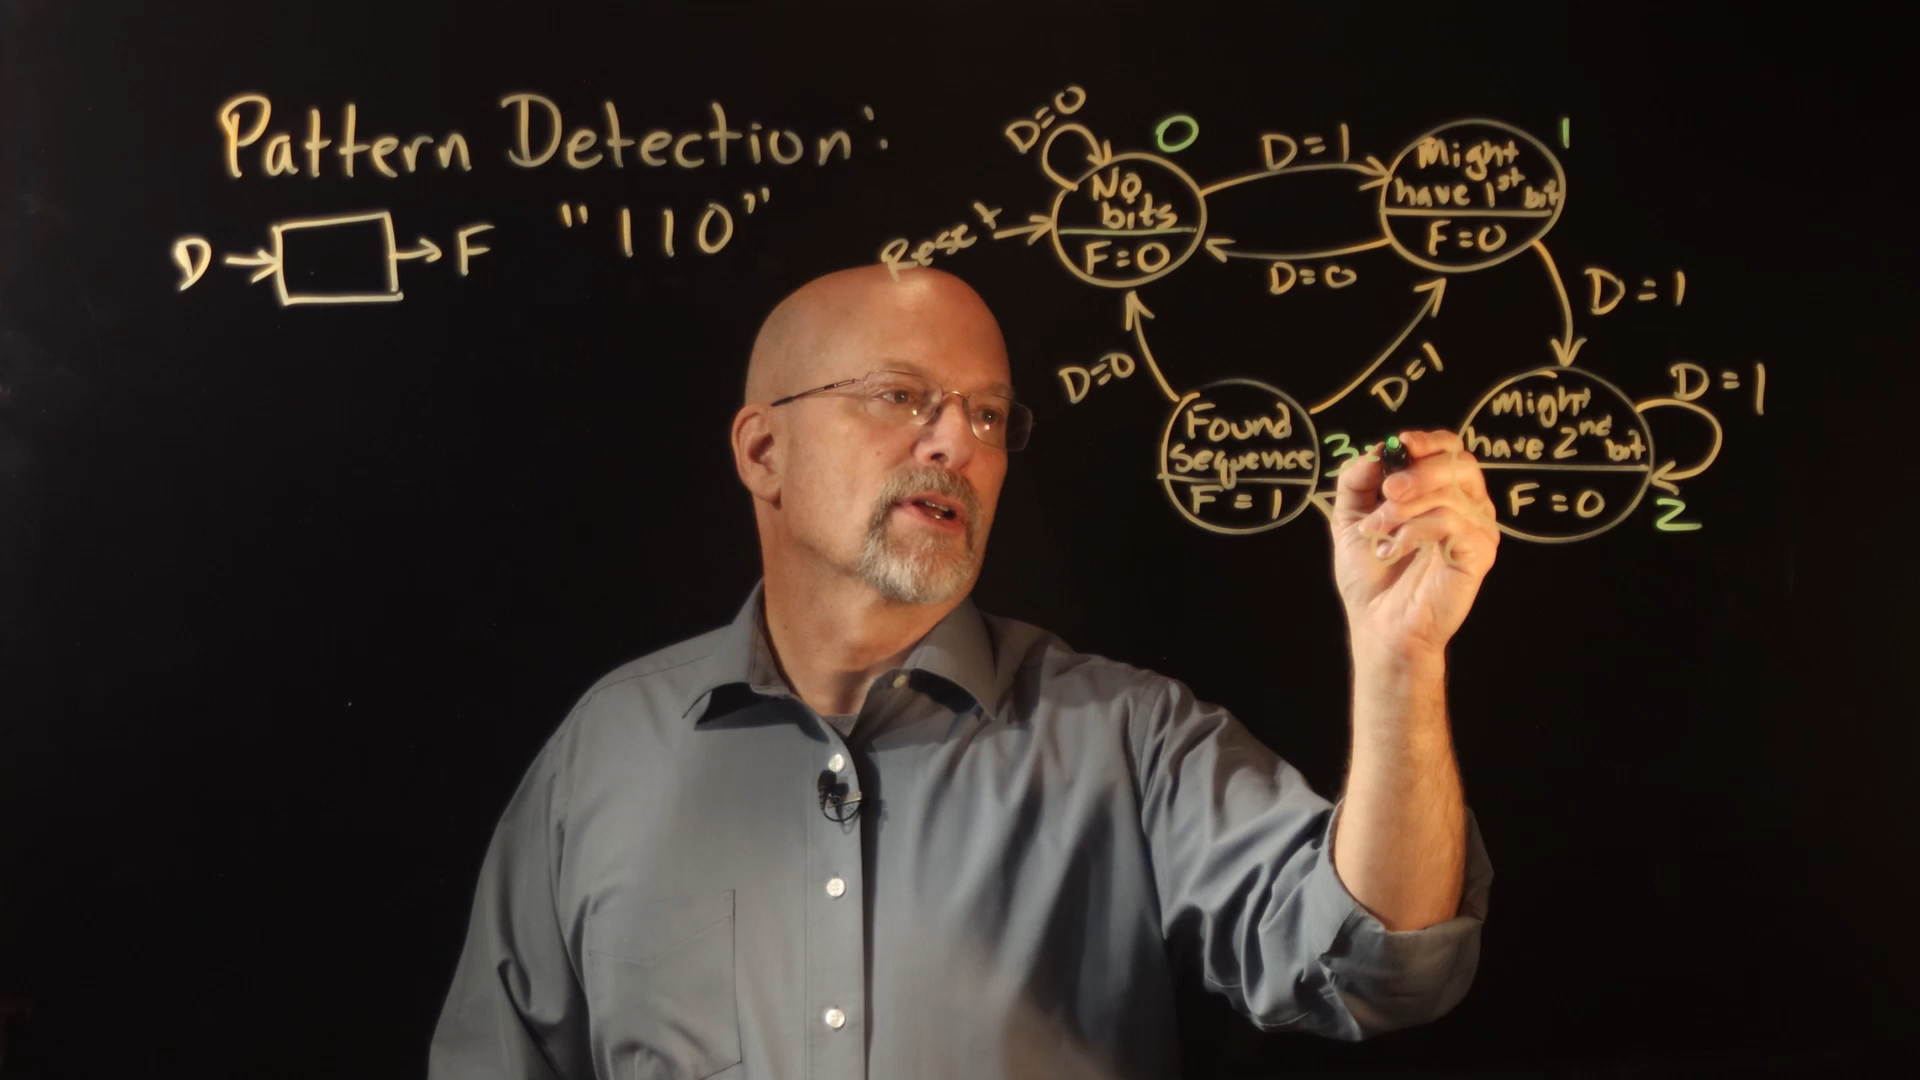 Pattern Detection:
D F "110"
D=0
0
Reset
No
bits
F=0
D=1
D=0
Might
have 1st bit
F=0
1
D=1
Might
have 2nd bit
F=0
2
D=1
Found
sequence
F=1
3=
D=0
D=1